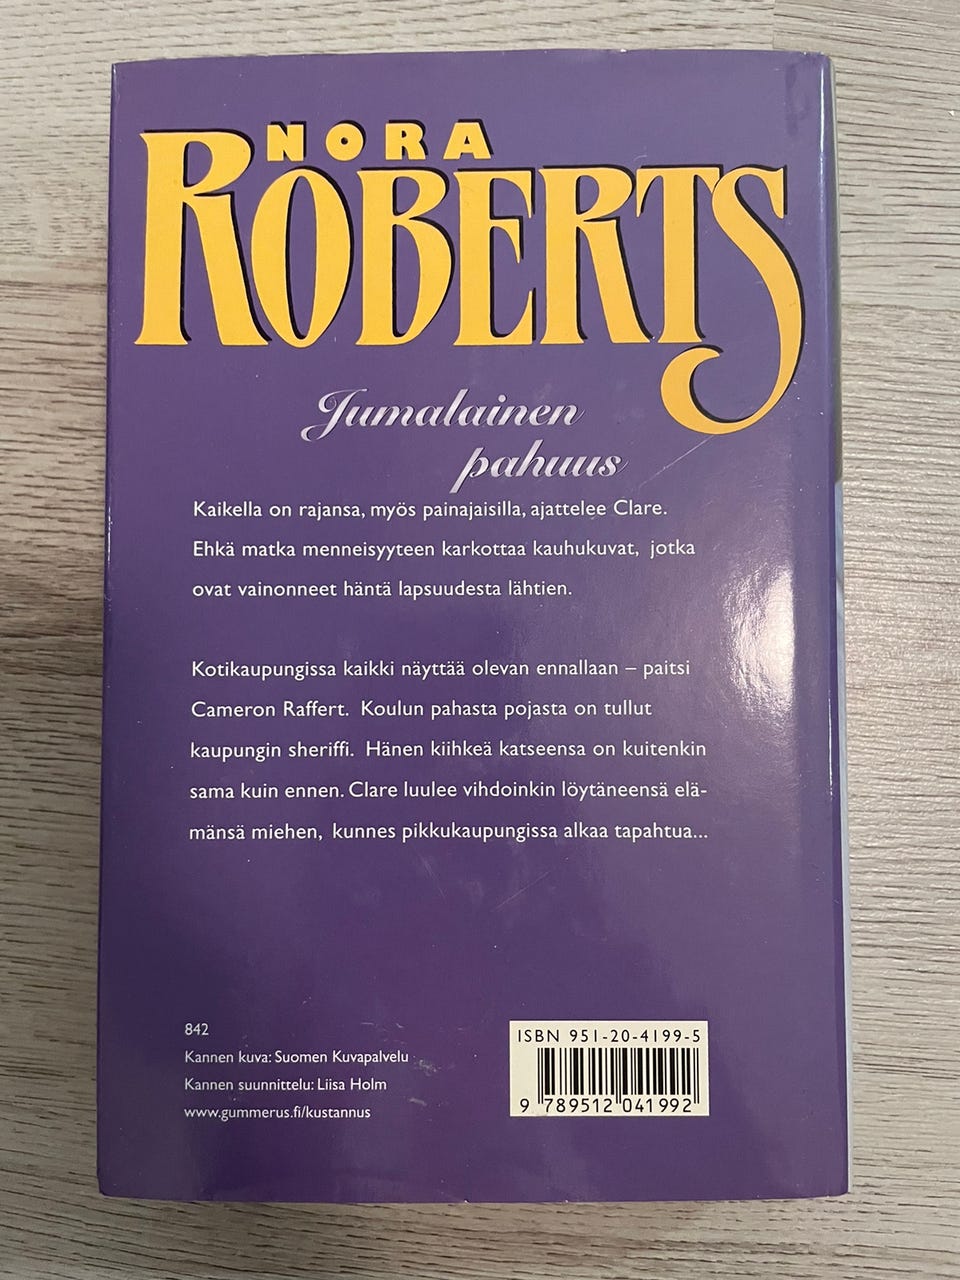 NORA
ROBERTS
Jumalainen
pahuus
Kaikella on rajansa, myös painajaisilla, ajattelee Clare.
Ehkä matka menneisyyteen karkottaa kauhukuvat, jotka
ovat vainonneet häntä lapsuudesta lähtien.
Kotikaupungissa kaikki näyttää olevan ennallaan – paitsi
Cameron Raffert. Koulun pahasta pojasta on tullut
kaupungin sheriffi. Hänen kiihkeä katseensa on kuitenkin
sama kuin ennen. Clare luulee vihdoinkin löytäneensä elä-
mänsä miehen, kunnes pikkukaupungissa alkaa tapahtua...
842
Kannen kuva: Suomen Kuvapalvelu
Kannen suunnittelu: Liisa Holm
www.gummerus.fi/kustannus
ISBN 951-20-4199-5
9 789512 041992